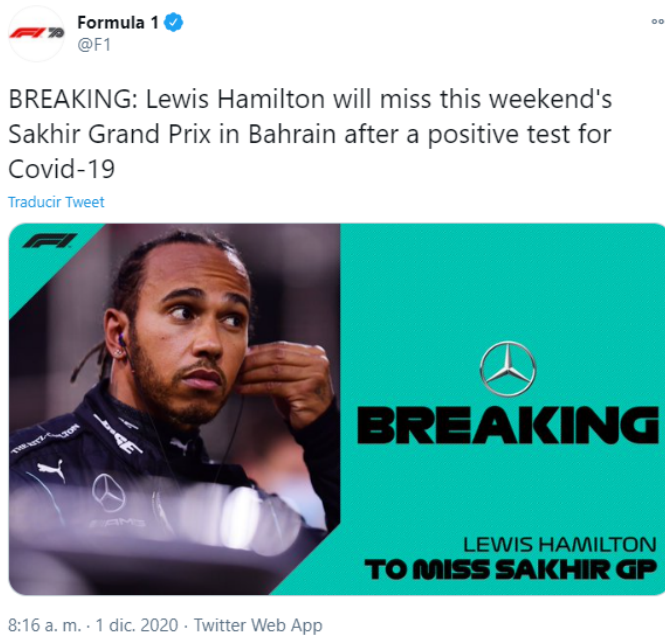 Formula 1
@F1
BREAKING: Lewis Hamilton will miss this weekend's
Sakhir Grand Prix in Bahrain after a positive test for
Covid-19
Traducir Tweet
BREAKING
LEWIS HAMILTON
TO MISS SAKHIR GP
AMG
8:16 a. m. · 1 dic. 2020 · Twitter Web App